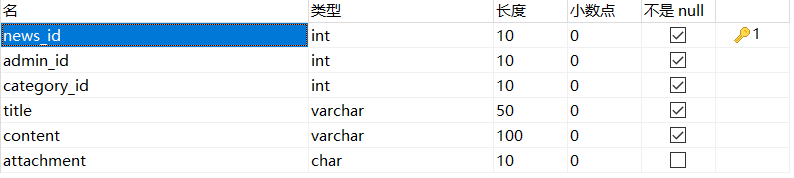 名 类型 长度 小数点 不是 null
news_id int 10 0 1
admin_id int 10 0
category_id int 10 0
title varchar 50 0
content varchar 100 0
attachment char 10 0